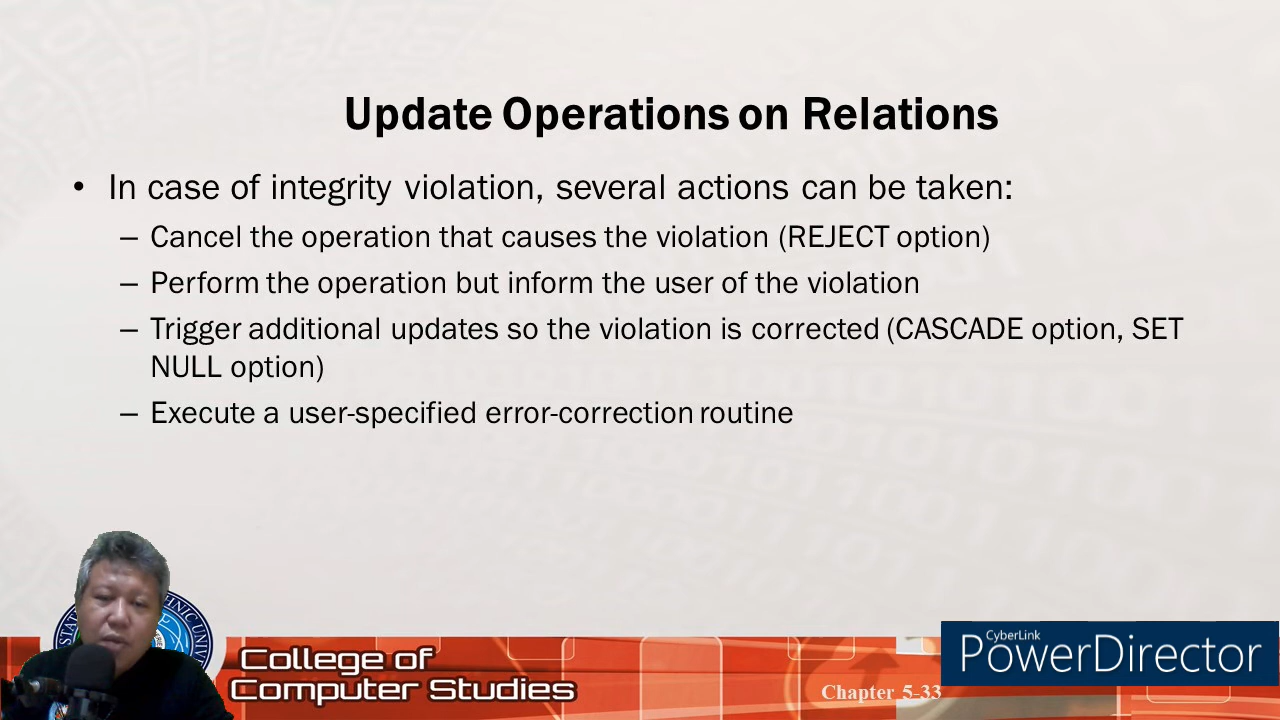 Update Operations on Relations
• In case of integrity violation, several actions can be taken:
– Cancel the operation that causes the violation (REJECT option)
– Perform the operation but inform the user of the violation
– Trigger additional updates so the violation is corrected (CASCADE option, SET
NULL option)
– Execute a user-specified error-correction routine
College of
Computer Studies
Chapter 5-33
CyberLink
PowerDirector